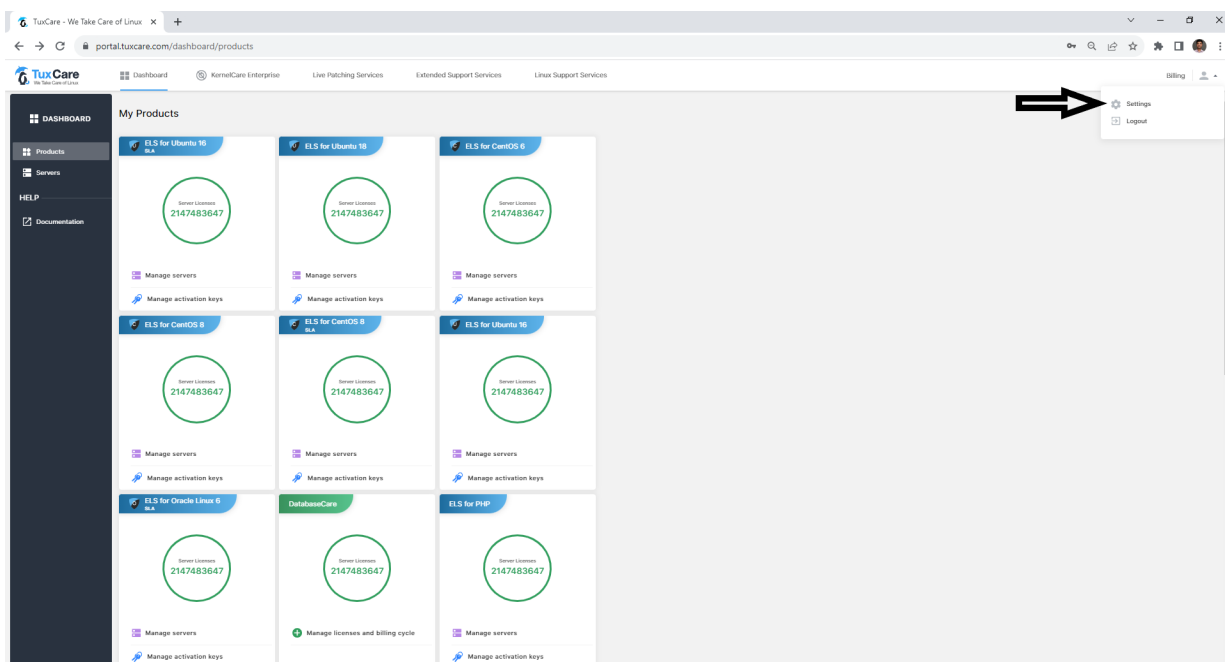 TuxCare - We Take Care of Linux
portal.tuxcare.com/dashboard/products
TuxCare
We Take Care of Linux
Dashboard
KernelCare Enterprise
Live Patching Services
Extended Support Services
Linux Support Services
Billing
Settings
Logout
DASHBOARD
Products
Servers
HELP
Documentation
My Products
ELS for Ubuntu 16
SLA
Server Licenses
2147483647
Manage servers
Manage activation keys
ELS for Ubuntu 18
Server Licenses
2147483647
Manage servers
Manage activation keys
ELS for CentOS 6
Server Licenses
2147483647
Manage servers
Manage activation keys
ELS for CentOS 8
Server Licenses
2147483647
Manage servers
Manage activation keys
ELS for CentOS 8
SLA
Server Licenses
2147483647
Manage servers
Manage activation keys
ELS for Ubuntu 16
Server Licenses
2147483647
Manage servers
Manage activation keys
ELS for Oracle Linux 6
SLA
Server Licenses
2147483647
Manage servers
Manage activation keys
DatabaseCare
Server Licenses
2147483647
Manage licenses and billing cycle
ELS for PHP
Server Licenses
2147483647
Manage servers
Manage activation keys